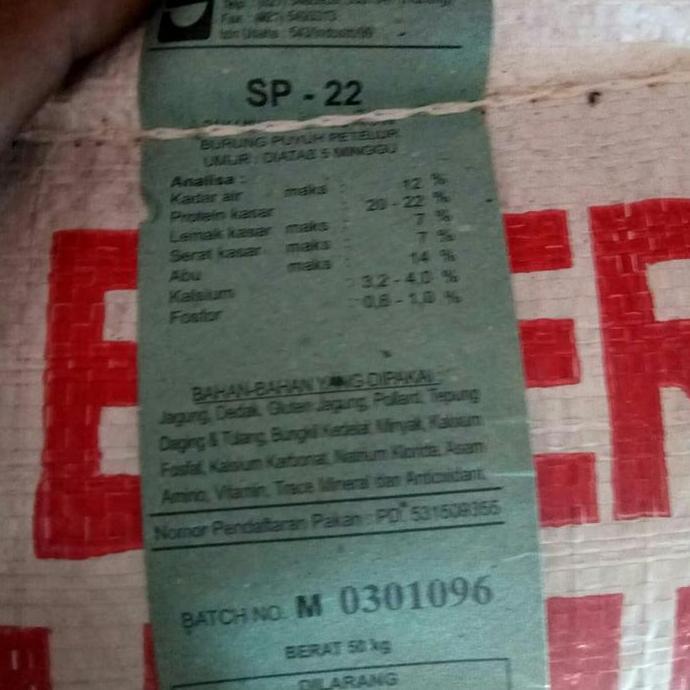 SP - 22
BURUNG PUYUH PETELUR
UMUR : DIATAS 5 MINGGU
Analisa :
Kadar air maks : 12 %
Protein kasar : 20 - 22 %
Lemak kasar maks : 7 %
Serat kasar maks : 7 %
Abu maks : 14 %
Kalsium : 3,2 - 4,0 %
Fosfor : 0,6 - 1,0 %
BAHAN-BAHAN YANG DIPAKAI
Jagung, Dedak, Gluten Jagung, Pollard, Tepung
Daging & Tulang, Bungkil Kedelai, Minyak, Kalsium
Fosfat, Kalsium Karbonat, Natrium Klorida, Asam
Amino, Vitamin, Trace Mineral dan Antioxidant,
Nomor Pendaftaran Pakan : PD.
BATCH NO. M 0301096
BERAT 50 kg
DILARANG